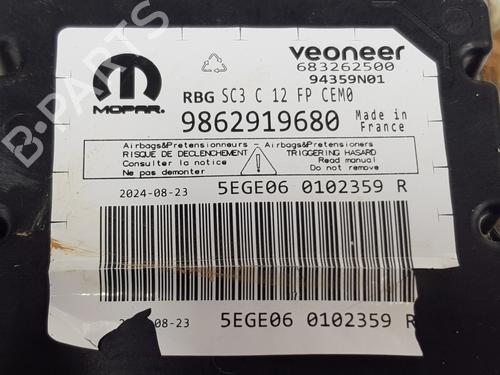 veoneer
683262500
94359N01
MOPAR.
RBG SC3 C 12 FP CEM0
9862919680
Made in
France
Airbags&Pretensionneurs - Airbags&Pretensioners
RISQUE DE DECLENCHEMENT
Consulter la notice
Ne pas demonter
TRIGGERING HASARD
Read manual
Do not remove
2024-08-23
5EGE06 0102359 R
2024-08-23
5EGE06 0102359 R
B-PARTS